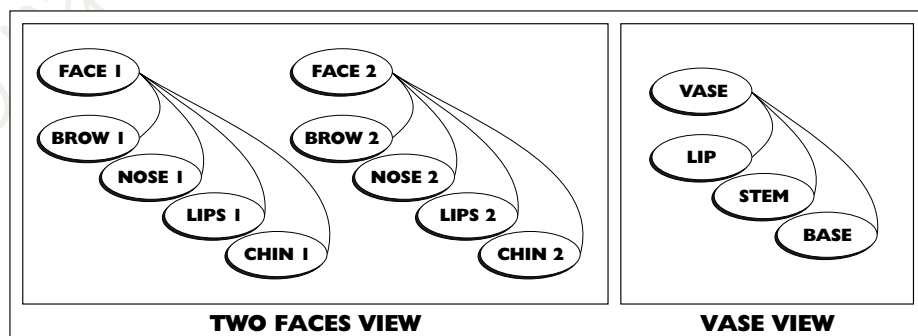 FACE 1 FACE 2 VASE
BROW 1 BROW 2 LIP
NOSE 1 NOSE 2 STEM
LIPS 1 LIPS 2 BASE
CHIN 1 CHIN 2
TWO FACES VIEW VASE VIEW